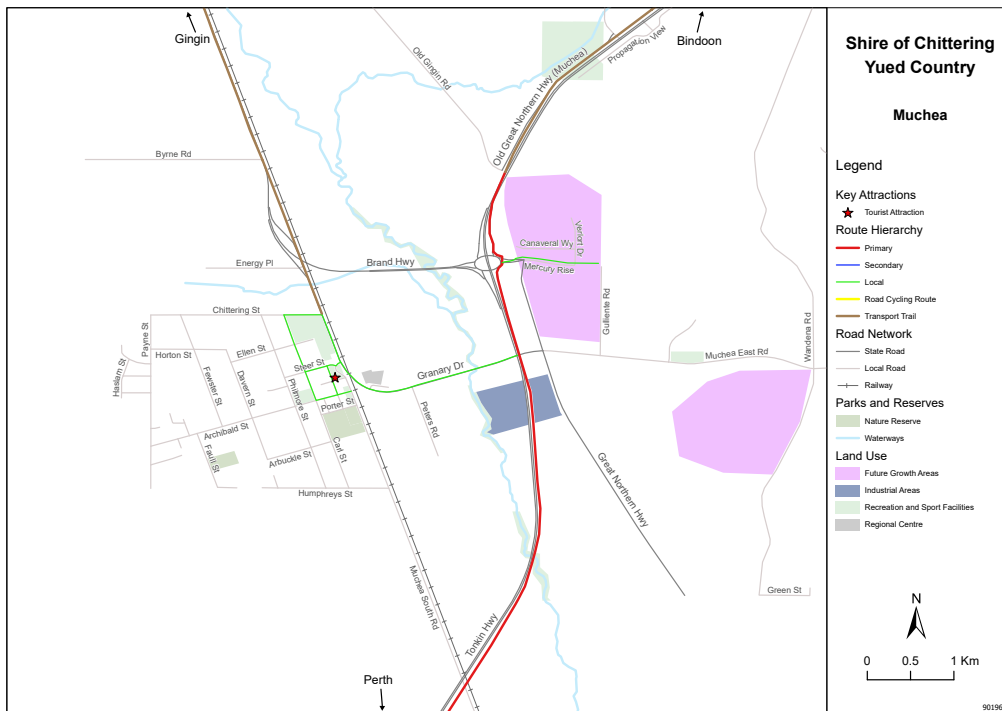 Gingin
Bindoon
Old Gingin Rd
Propagation View
Old Great Northern Hwy (Muchea)
Byrne Rd
Verlort Dr
Canaveral Wy
Brand Hwy
Energy Pl
Mercury Rise
Chittering St
Gulliente Rd
Wandena Rd
Payne St
Horton St
Ellen St
Steer St
Muchea East Rd
Haslam St
Granary Dr
Fewster St
Davern St
Philmore St
Porter St
Peters Rd
Archibald St
Carl St
Fauil St
Arbuckle St
Great Northern Hwy
Humphreys St
Muchea South Rd
Green St
Tonkin Hwy
Perth
Shire of Chittering
Yued Country
Muchea
Legend
Key Attractions
Tourist Attraction
Route Hierarchy
Primary
Secondary
Local
Road Cycling Route
Transport Trail
Road Network
State Road
Local Road
Railway
Parks and Reserves
Nature Reserve
Waterways
Land Use
Future Growth Areas
Industrial Areas
Recreation and Sport Facilities
Regional Centre
N
0 0.5 1 Km
90196